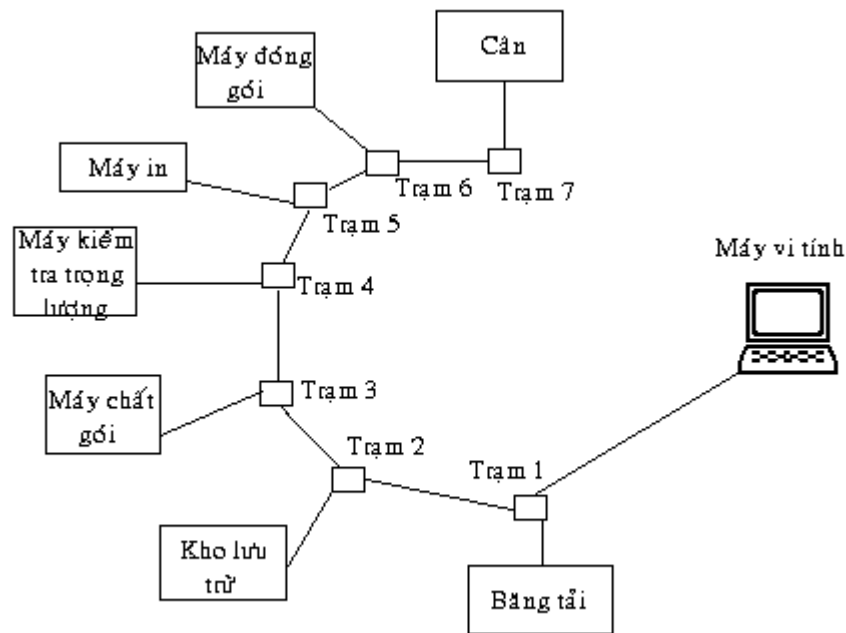 Cân
Máy đóng
gói
Máy in
Trạm 6
Trạm 7
Trạm 5
Máy kiểm
tra trọng
lượng
Trạm 4
Máy vi tính
Máy chất
gói
Trạm 3
Trạm 2
Trạm 1
Kho lưu
trữ
Băng tải